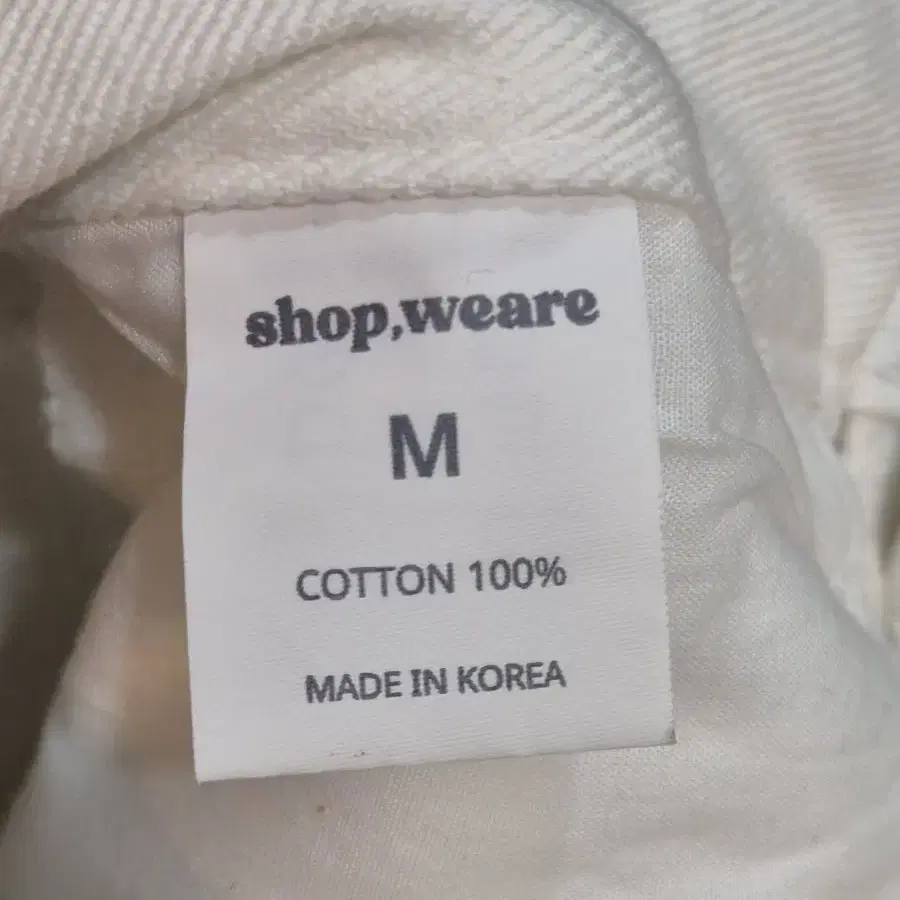 shop,weare
M
COTTON 100%
MADE IN KOREA